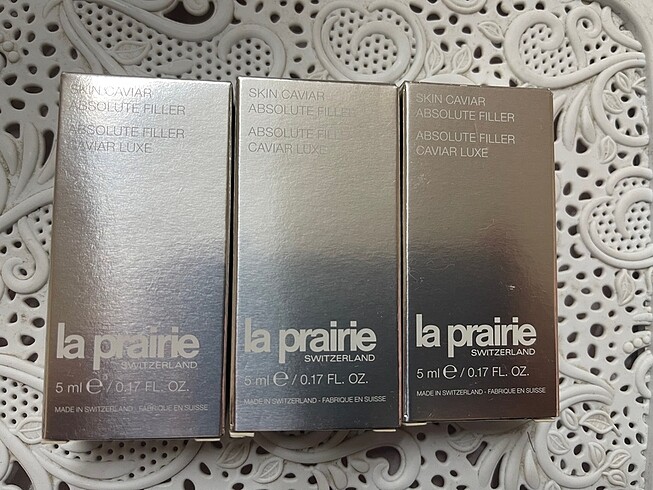 SKIN CAVIAR
ABSOLUTE FILLER
ABSOLUTE FILLER
CAVIAR LUXE
la prairie
SWITZERLAND
5 ml e / 0.17 FL. OZ.
MADE IN SWITZERLAND - FABRIQUE EN SUISSE
SKIN CAVIAR
ABSOLUTE FILLER
ABSOLUTE FILLER
CAVIAR LUXE
la prairie
SWITZERLAND
5 ml e / 0.17 FL. OZ.
MADE IN SWITZERLAND - FABRIQUE EN SUISSE
SKIN CAVIAR
ABSOLUTE FILLER
ABSOLUTE FILLER
CAVIAR LUXE
la prairie
SWITZERLAND
5 ml e / 0.17 FL. OZ.
MADE IN SWITZERLAND - FABRIQUE EN SUISSE